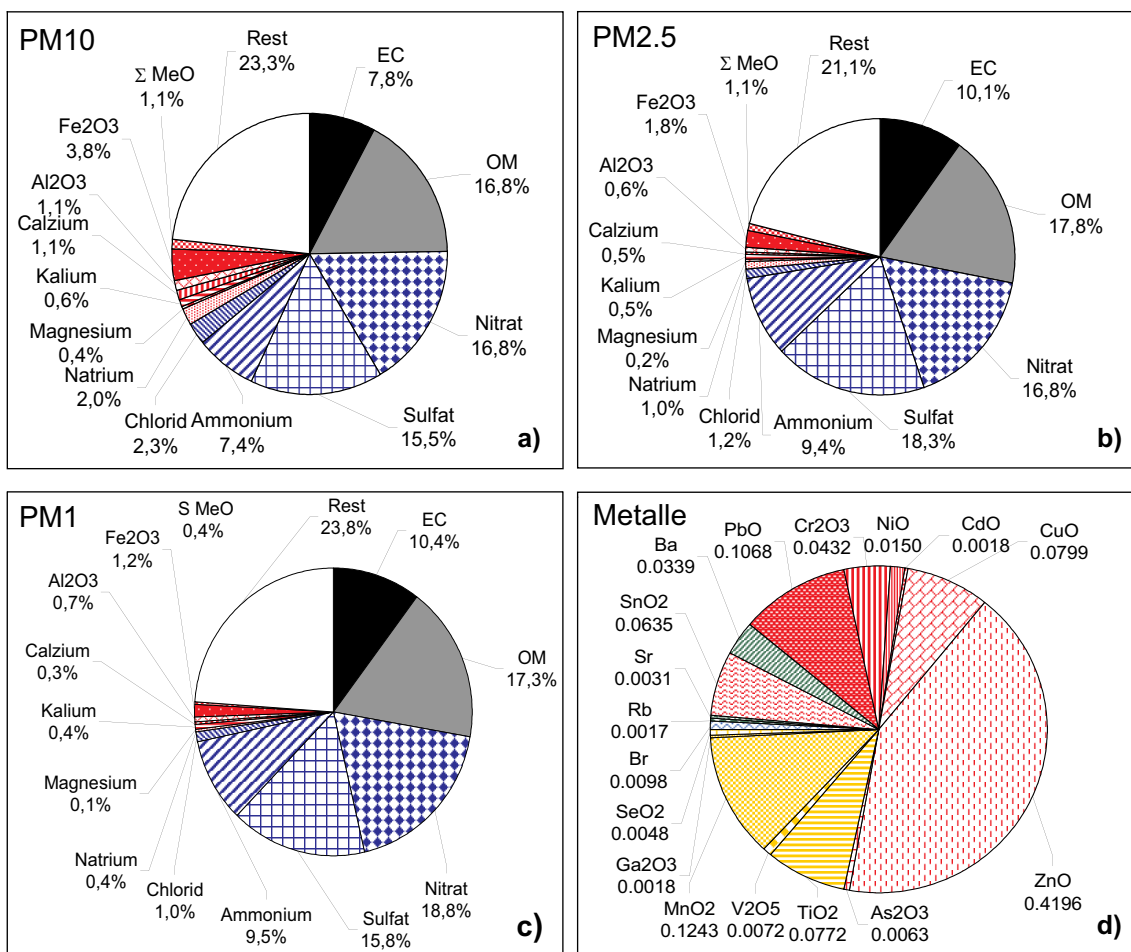 PM10
Rest
23,3%
EC
7,8%
Σ MeO
1,1%
Fe2O3
3,8%
OM
16,8%
Al2O3
1,1%
Calzium
1,1%
Kalium
0,6%
Magnesium
0,4%
Nitrat
16,8%
Natrium
2,0%
Chlorid
2,3%
Ammonium
7,4%
Sulfat
15,5%
a)
PM2.5
Rest
21,1%
EC
10,1%
Σ MeO
1,1%
Fe2O3
1,8%
Al2O3
0,6%
OM
17,8%
Calzium
0,5%
Kalium
0,5%
Magnesium
0,2%
Nitrat
16,8%
Natrium
1,0%
Chlorid
1,2%
Ammonium
9,4%
Sulfat
18,3%
b)
PM1
S MeO
0,4%
Rest
23,8%
EC
10,4%
Fe2O3
1,2%
Al2O3
0,7%
Calzium
0,3%
OM
17,3%
Kalium
0,4%
Magnesium
0,1%
Natrium
0,4%
Chlorid
1,0%
Ammonium
9,5%
Sulfat
15,8%
Nitrat
18,8%
c)
Metalle
PbO
0.1068
Cr2O3
0.0432
NiO
0.0150
CdO
0.0018
CuO
0.0799
Ba
0.0339
SnO2
0.0635
Sr
0.0031
Rb
0.0017
Br
0.0098
SeO2
0.0048
Ga2O3
0.0018
MnO2
0.1243
V2O5
0.0072
TiO2
0.0772
As2O3
0.0063
ZnO
0.4196
d)